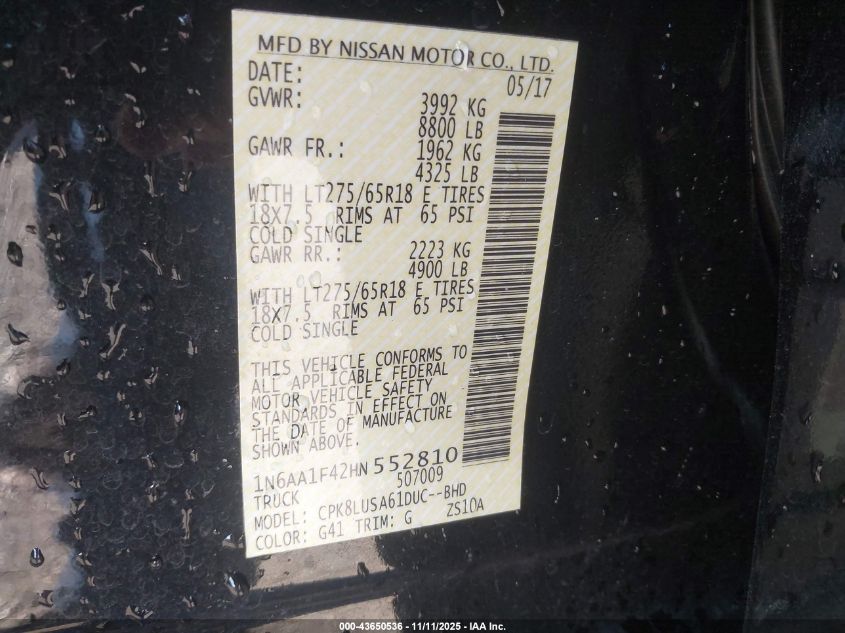 MFD BY NISSAN MOTOR CO., LTD.
DATE: 05/17
GVWR: 3992 KG
8800 LB
GAWR FR.: 1962 KG
4325 LB
WITH LT275/65R18 E TIRES
18X7.5 RIMS AT 65 PSI
COLD SINGLE
GAWR RR.: 2223 KG
4900 LB
WITH LT275/65R18 E TIRES
18X7.5 RIMS AT 65 PSI
COLD SINGLE
THIS VEHICLE CONFORMS TO
ALL APPLICABLE FEDERAL
MOTOR VEHICLE SAFETY
STANDARDS IN EFFECT ON
THE DATE OF MANUFACTURE
SHOWN ABOVE.
1N6AA1F42HN552810
TRUCK 507009
MODEL: CPK8LUSA61DUC--BHD
COLOR: G41 TRIM: G ZS10A
000-43650536 - 11/11/2025 - IAA Inc.